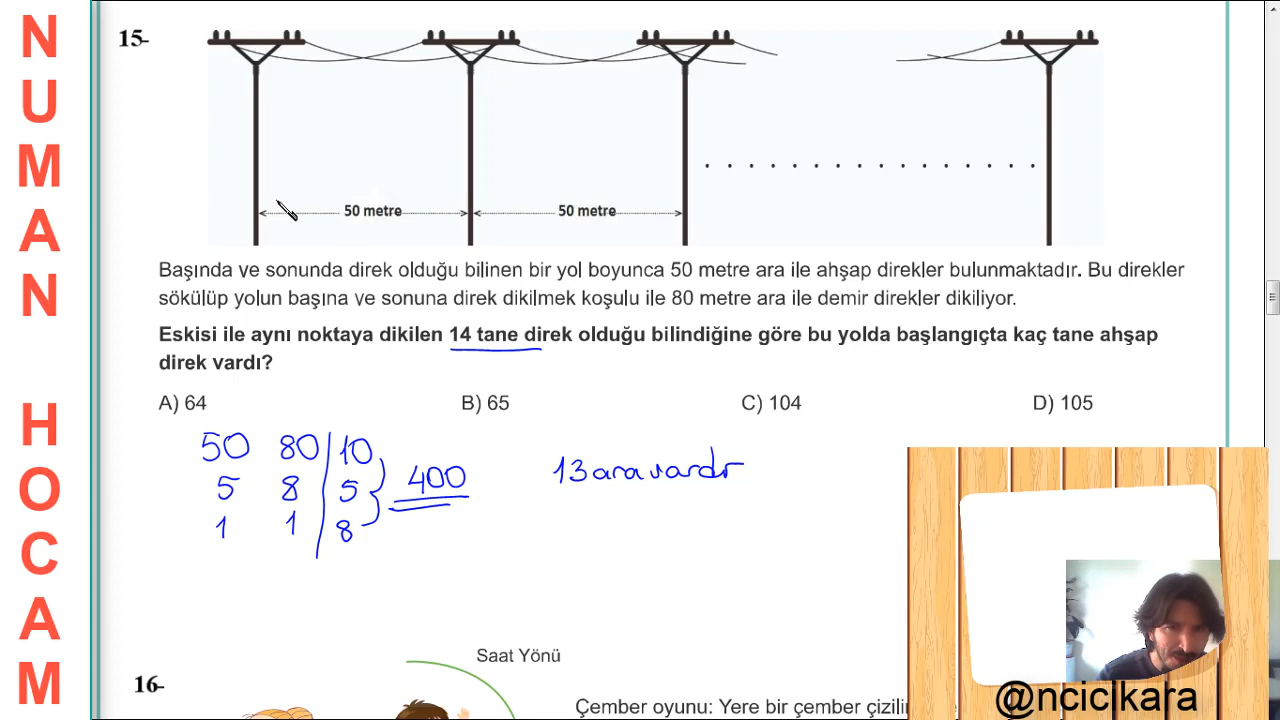 NUMAN HOCAM
15-
50 metre 50 metre
Başında ve sonunda direk olduğu bilinen bir yol boyunca 50 metre ara ile ahşap direkler bulunmaktadır. Bu direkler
sökülüp yolun başına ve sonuna direk dikilmek koşulu ile 80 metre ara ile demir direkler dikiliyor.
Eskisi ile aynı noktaya dikilen 14 tane direk olduğu bilindiğine göre bu yolda başlangıçta kaç tane ahşap
direk vardı?
A) 64 B) 65 C) 104 D) 105
50 80 10
5 8 5 400
1 1 8
13 ara vardır
Saat Yönü
16-
Çember oyunu: Yere bir çember çizilir
@ncicikara